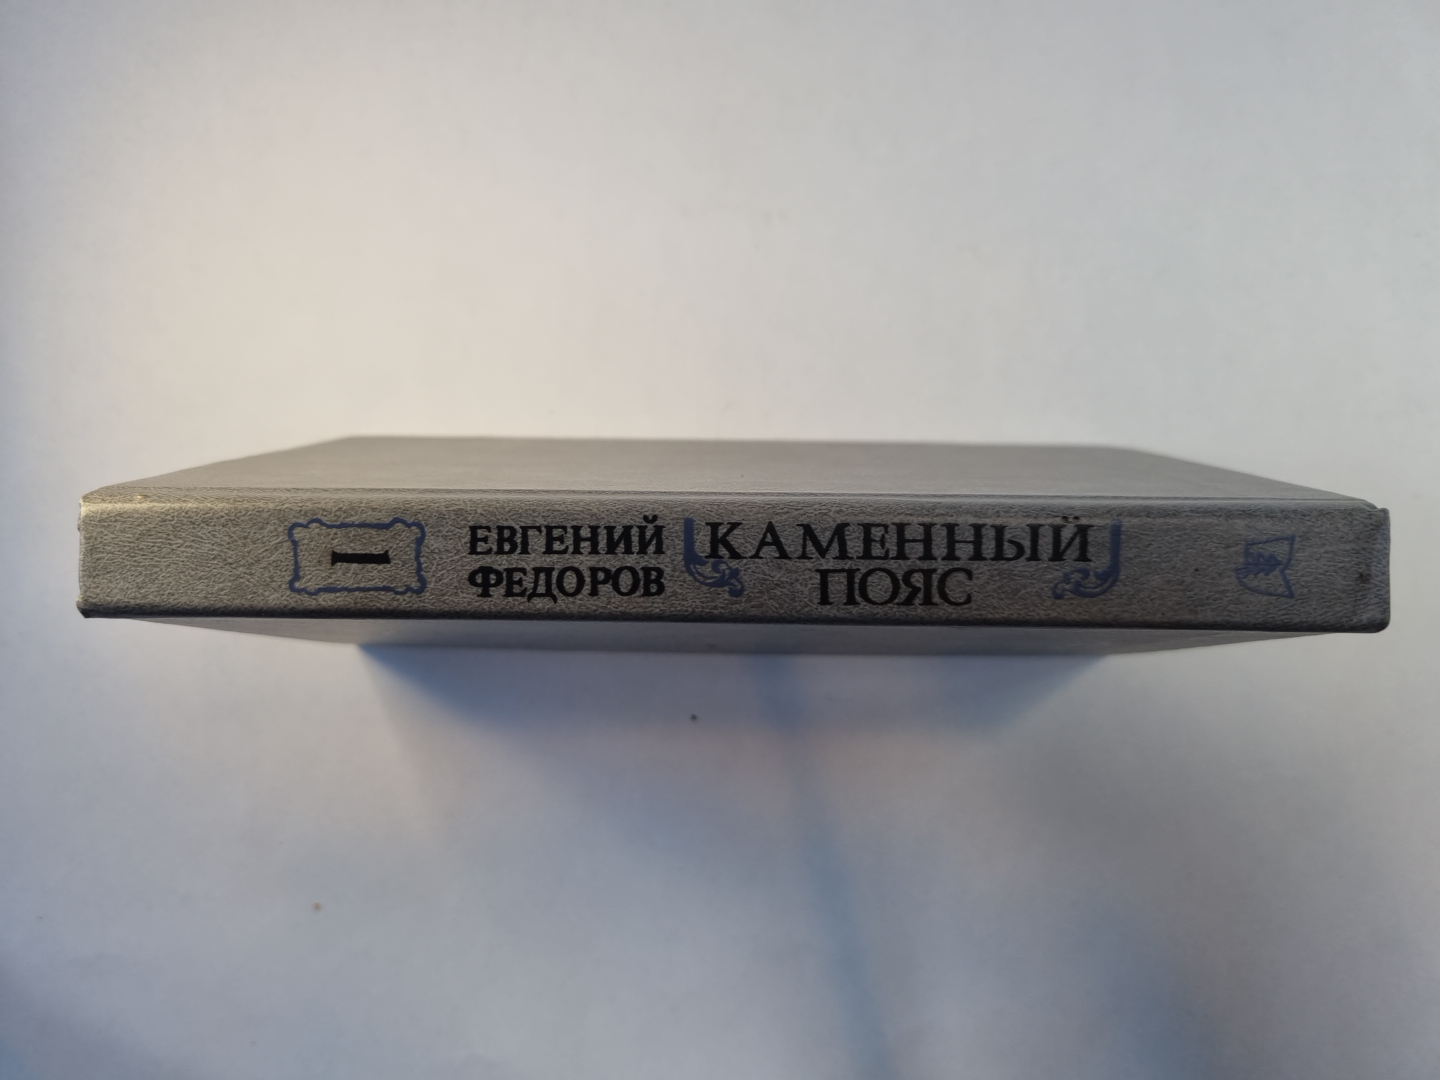 1
ЕВГЕНИЙ
ФЕДОРОВ
КАМЕННЫЙ
ПОЯС